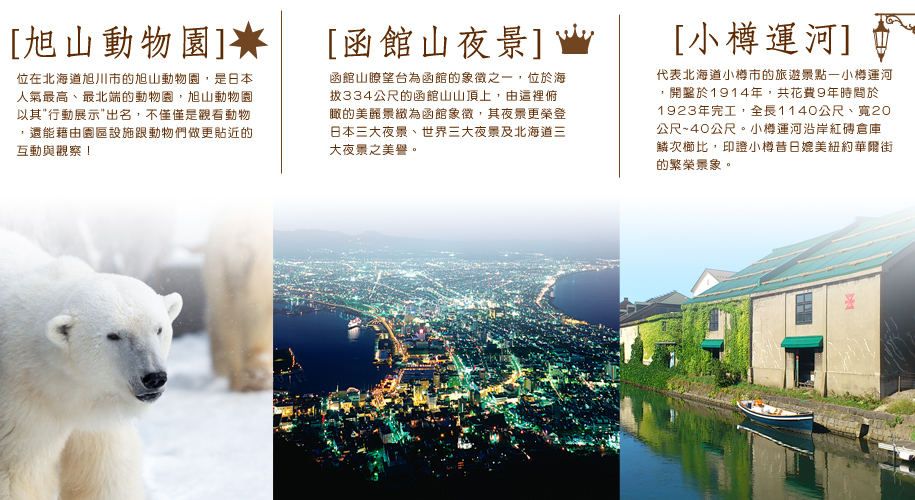 [旭山動物園]
位在北海道旭川市的旭山動物園，是日本
人氣最高、最北端的動物園，旭山動物園
以其"行動展示"出名，不僅僅是觀看動物
，還能藉由園區設施跟動物們做更貼近的
互動與觀察！
[函館山夜景]
函館山瞭望台為函館的象徵之一，位於海
拔334公尺的函館山山頂上，由這裡俯
瞰的美麗景緻為函館象徵，其夜景更榮登
日本三大夜景、世界三大夜景及北海道三
大夜景之美譽。
[小樽運河]
代表北海道小樽市的旅遊景點—小樽運河
，開鑿於1914年，共花費9年時間於
1923年完工，全長1140公尺、寬20
公尺~40公尺。小樽運河沿岸紅磚倉庫
鱗次櫛比，印證小樽昔日媲美紐約華爾街
的繁榮景象。